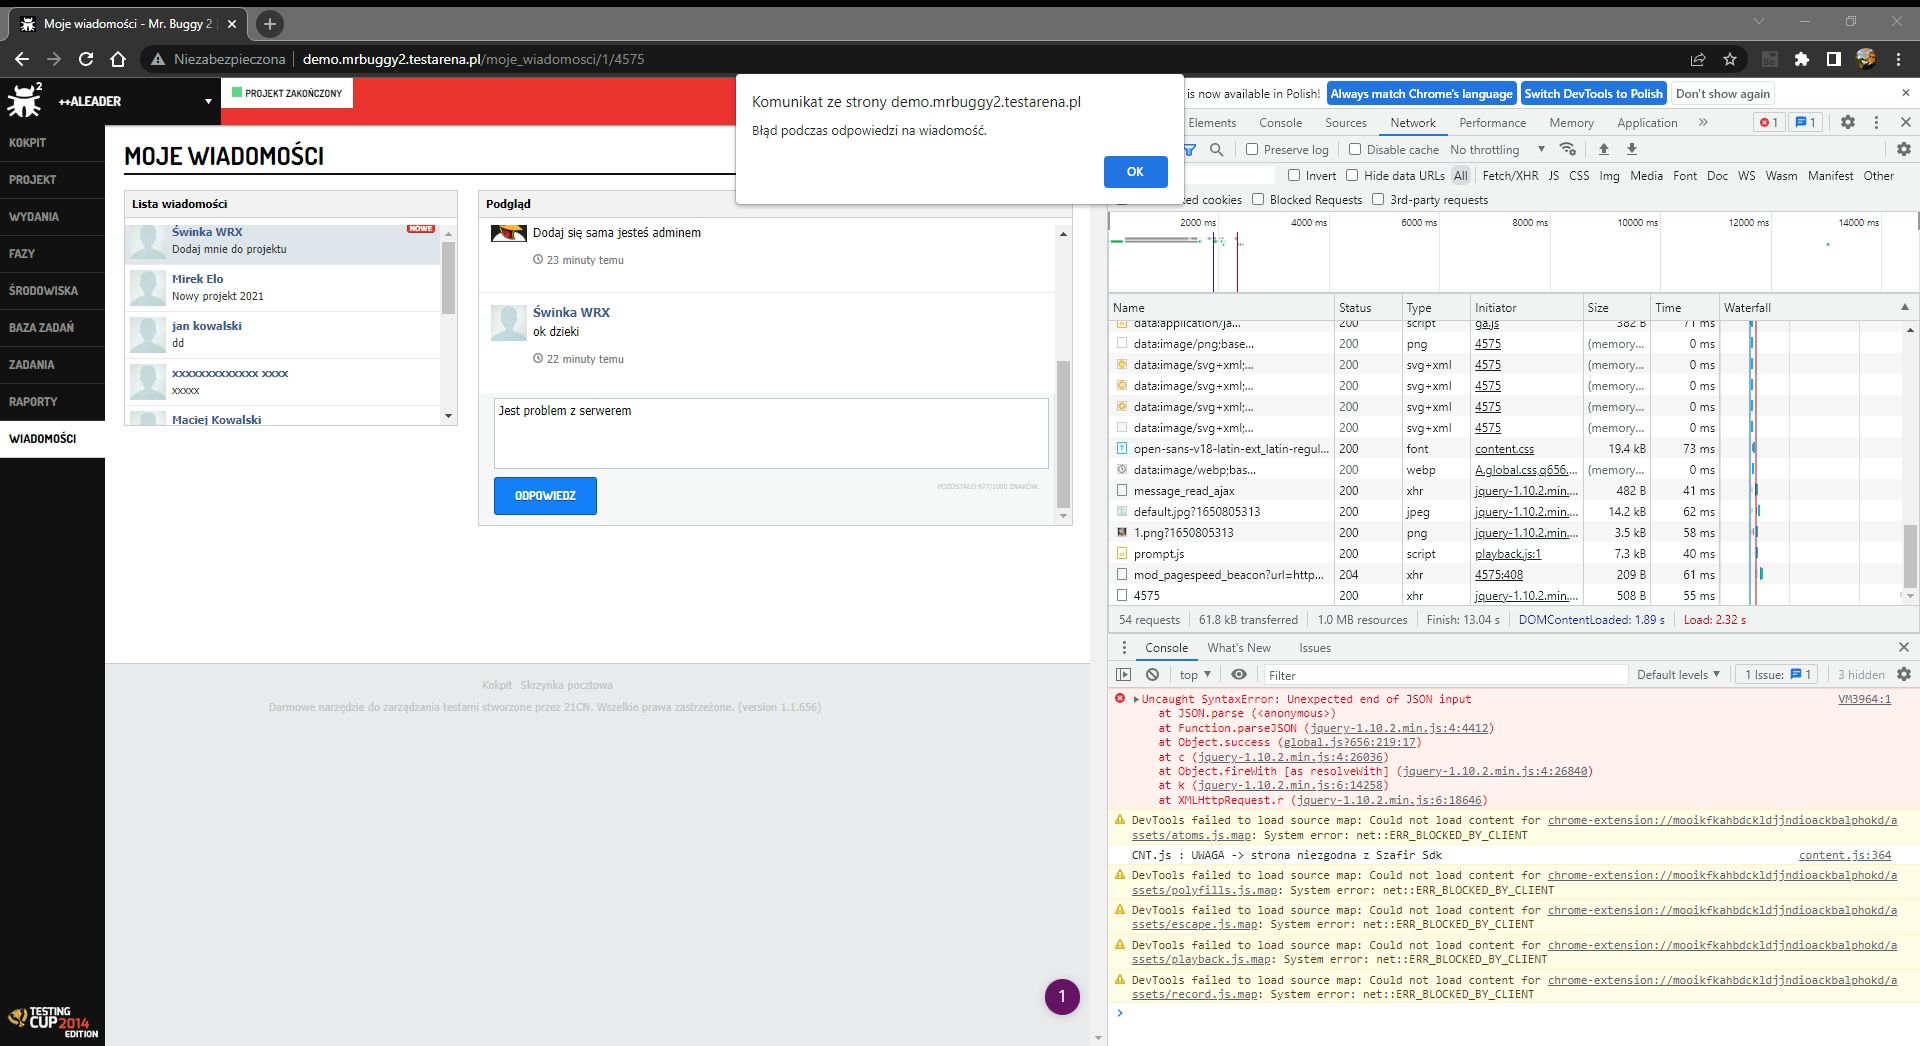 Moje wiadomości - Mr. Buggy 2
Niezabezpieczona demo.mrbuggy2.testarena.pl/moje_wiadomosci/1/4575
2 ++ALEADER
PROJEKT ZAKOŃCZONY
KOKPIT
PROJEKT
WYDANIA
FAZY
ŚRODOWISKA
BAZA ZADAŃ
ZADANIA
RAPORTY
WIADOMOŚCI
TESTING
CUP 2014
EDITION
MOJE WIADOMOŚCI
Lista wiadomości
Świnka WRX NOWE
Dodaj mnie do projektu
Mirek Elo
Nowy projekt 2021
jan kowalski
dd
xxxxxxxxxxxxx xxxx
xxxxx
Maciej Kowalski
Podgląd
Dodaj się sama jesteś adminem
23 minuty temu
Świnka WRX
ok dzieki
22 minuty temu
Jest problem z serwerem
ODPOWIEDZ
POZOSTAŁO 977/1000 ZNAKÓW.
Kokpit Skrzynka pocztowa
Darmowe narzędzie do zarządzania testami stworzone przez 21CN. Wszelkie prawa zastrzeżone. (version 1.1.656)
1
Komunikat ze strony demo.mrbuggy2.testarena.pl
Błąd podczas odpowiedzi na wiadomość.
OK
is now available in Polish! Always match Chrome's language Switch DevTools to Polish Don't show again
Elements Console Sources Network Performance Memory Application » 1 1
Preserve log Disable cache No throttling
Invert Hide data URLs All Fetch/XHR JS CSS Img Media Font Doc WS Wasm Manifest Other
ked cookies Blocked Requests 3rd-party requests
2000 ms 4000 ms 6000 ms 8000 ms 10000 ms 12000 ms 14000 ms
Name Status Type Initiator Size Time Waterfall
data:application/ja... 200 script ga.js 382 B 71 ms
data:image/png;base... 200 png 4575 (memory... 0 ms
data:image/svg+xml;... 200 svg+xml 4575 (memory... 0 ms
data:image/svg+xml;... 200 svg+xml 4575 (memory... 0 ms
data:image/svg+xml;... 200 svg+xml 4575 (memory... 0 ms
data:image/svg+xml;... 200 svg+xml 4575 (memory... 0 ms
open-sans-v18-latin-ext_latin-regul... 200 font content.css 19.4 kB 73 ms
data:image/webp;bas... 200 webp A.global.css,q656.... (memory... 0 ms
message_read_ajax 200 xhr jquery-1.10.2.min.... 482 B 41 ms
default.jpg?1650805313 200 jpeg jquery-1.10.2.min.... 14.2 kB 62 ms
1.png?1650805313 200 png jquery-1.10.2.min.... 3.5 kB 58 ms
prompt.js 200 script playback.js:1 7.3 kB 40 ms
mod_pagespeed_beacon?url=http... 204 xhr 4575:408 209 B 61 ms
4575 200 xhr jquery-1.10.2.min.... 508 B 55 ms
54 requests 61.8 kB transferred 1.0 MB resources Finish: 13.04 s DOMContentLoaded: 1.89 s Load: 2.32 s
Console What's New Issues
top Filter Default levels 1 Issue: 1 3 hidden
Uncaught SyntaxError: Unexpected end of JSON input VM3964:1
at JSON.parse (<anonymous>)
at Function.parseJSON (jquery-1.10.2.min.js:4:4412)
at Object.success (global.js?656:219:17)
at c (jquery-1.10.2.min.js:4:26036)
at Object.fireWith [as resolveWith] (jquery-1.10.2.min.js:4:26840)
at k (jquery-1.10.2.min.js:6:14258)
at XMLHttpRequest.r (jquery-1.10.2.min.js:6:18646)
DevTools failed to load source map: Could not load content for chrome-extension://mooikfkahbdckldjjndioackbalphokd/a
ssets/atoms.js.map: System error: net::ERR_BLOCKED_BY_CLIENT
CNT.js : UWAGA -> strona niezgodna z Szafir Sdk content.js:364
DevTools failed to load source map: Could not load content for chrome-extension://mooikfkahbdckldjjndioackbalphokd/a
ssets/polyfills.js.map: System error: net::ERR_BLOCKED_BY_CLIENT
DevTools failed to load source map: Could not load content for chrome-extension://mooikfkahbdckldjjndioackbalphokd/a
ssets/escape.js.map: System error: net::ERR_BLOCKED_BY_CLIENT
DevTools failed to load source map: Could not load content for chrome-extension://mooikfkahbdckldjjndioackbalphokd/a
ssets/playback.js.map: System error: net::ERR_BLOCKED_BY_CLIENT
DevTools failed to load source map: Could not load content for chrome-extension://mooikfkahbdckldjjndioackbalphokd/a
ssets/record.js.map: System error: net::ERR_BLOCKED_BY_CLIENT